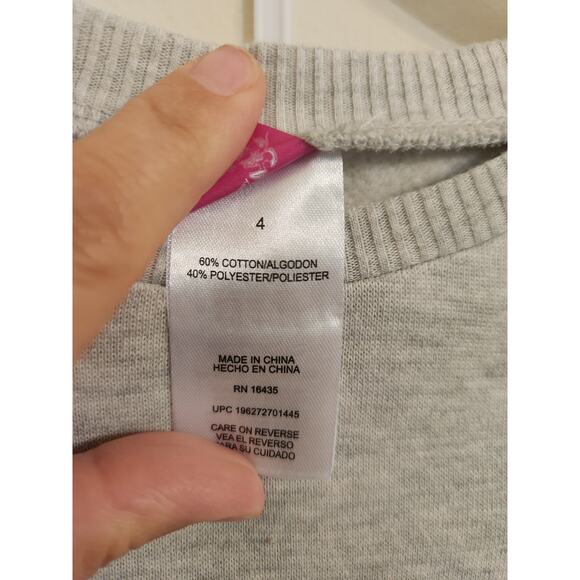 4
60% COTTON/ALGODON
40% POLYESTER/POLIESTER
MADE IN CHINA
HECHO EN CHINA
RN 16435
UPC 196272701445
CARE ON REVERSE
VEA EL REVERSO
PARA SU CUIDADO